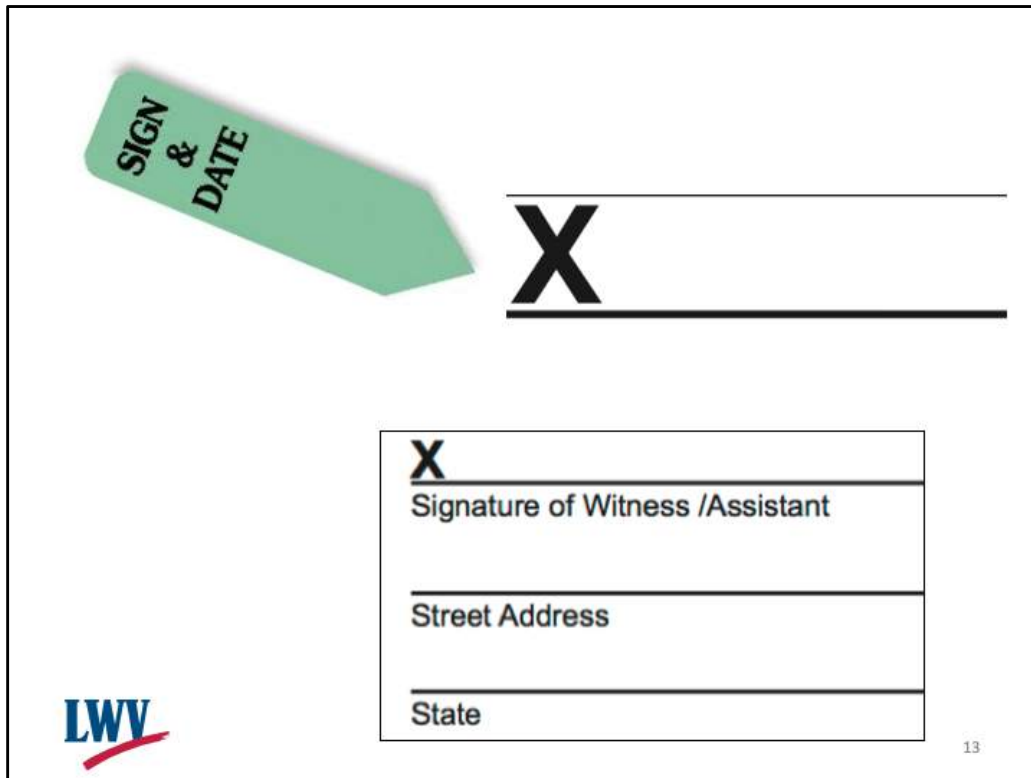 SIGN
&
DATE
X
X
Signature of Witness /Assistant
Street Address
State
LWV
13